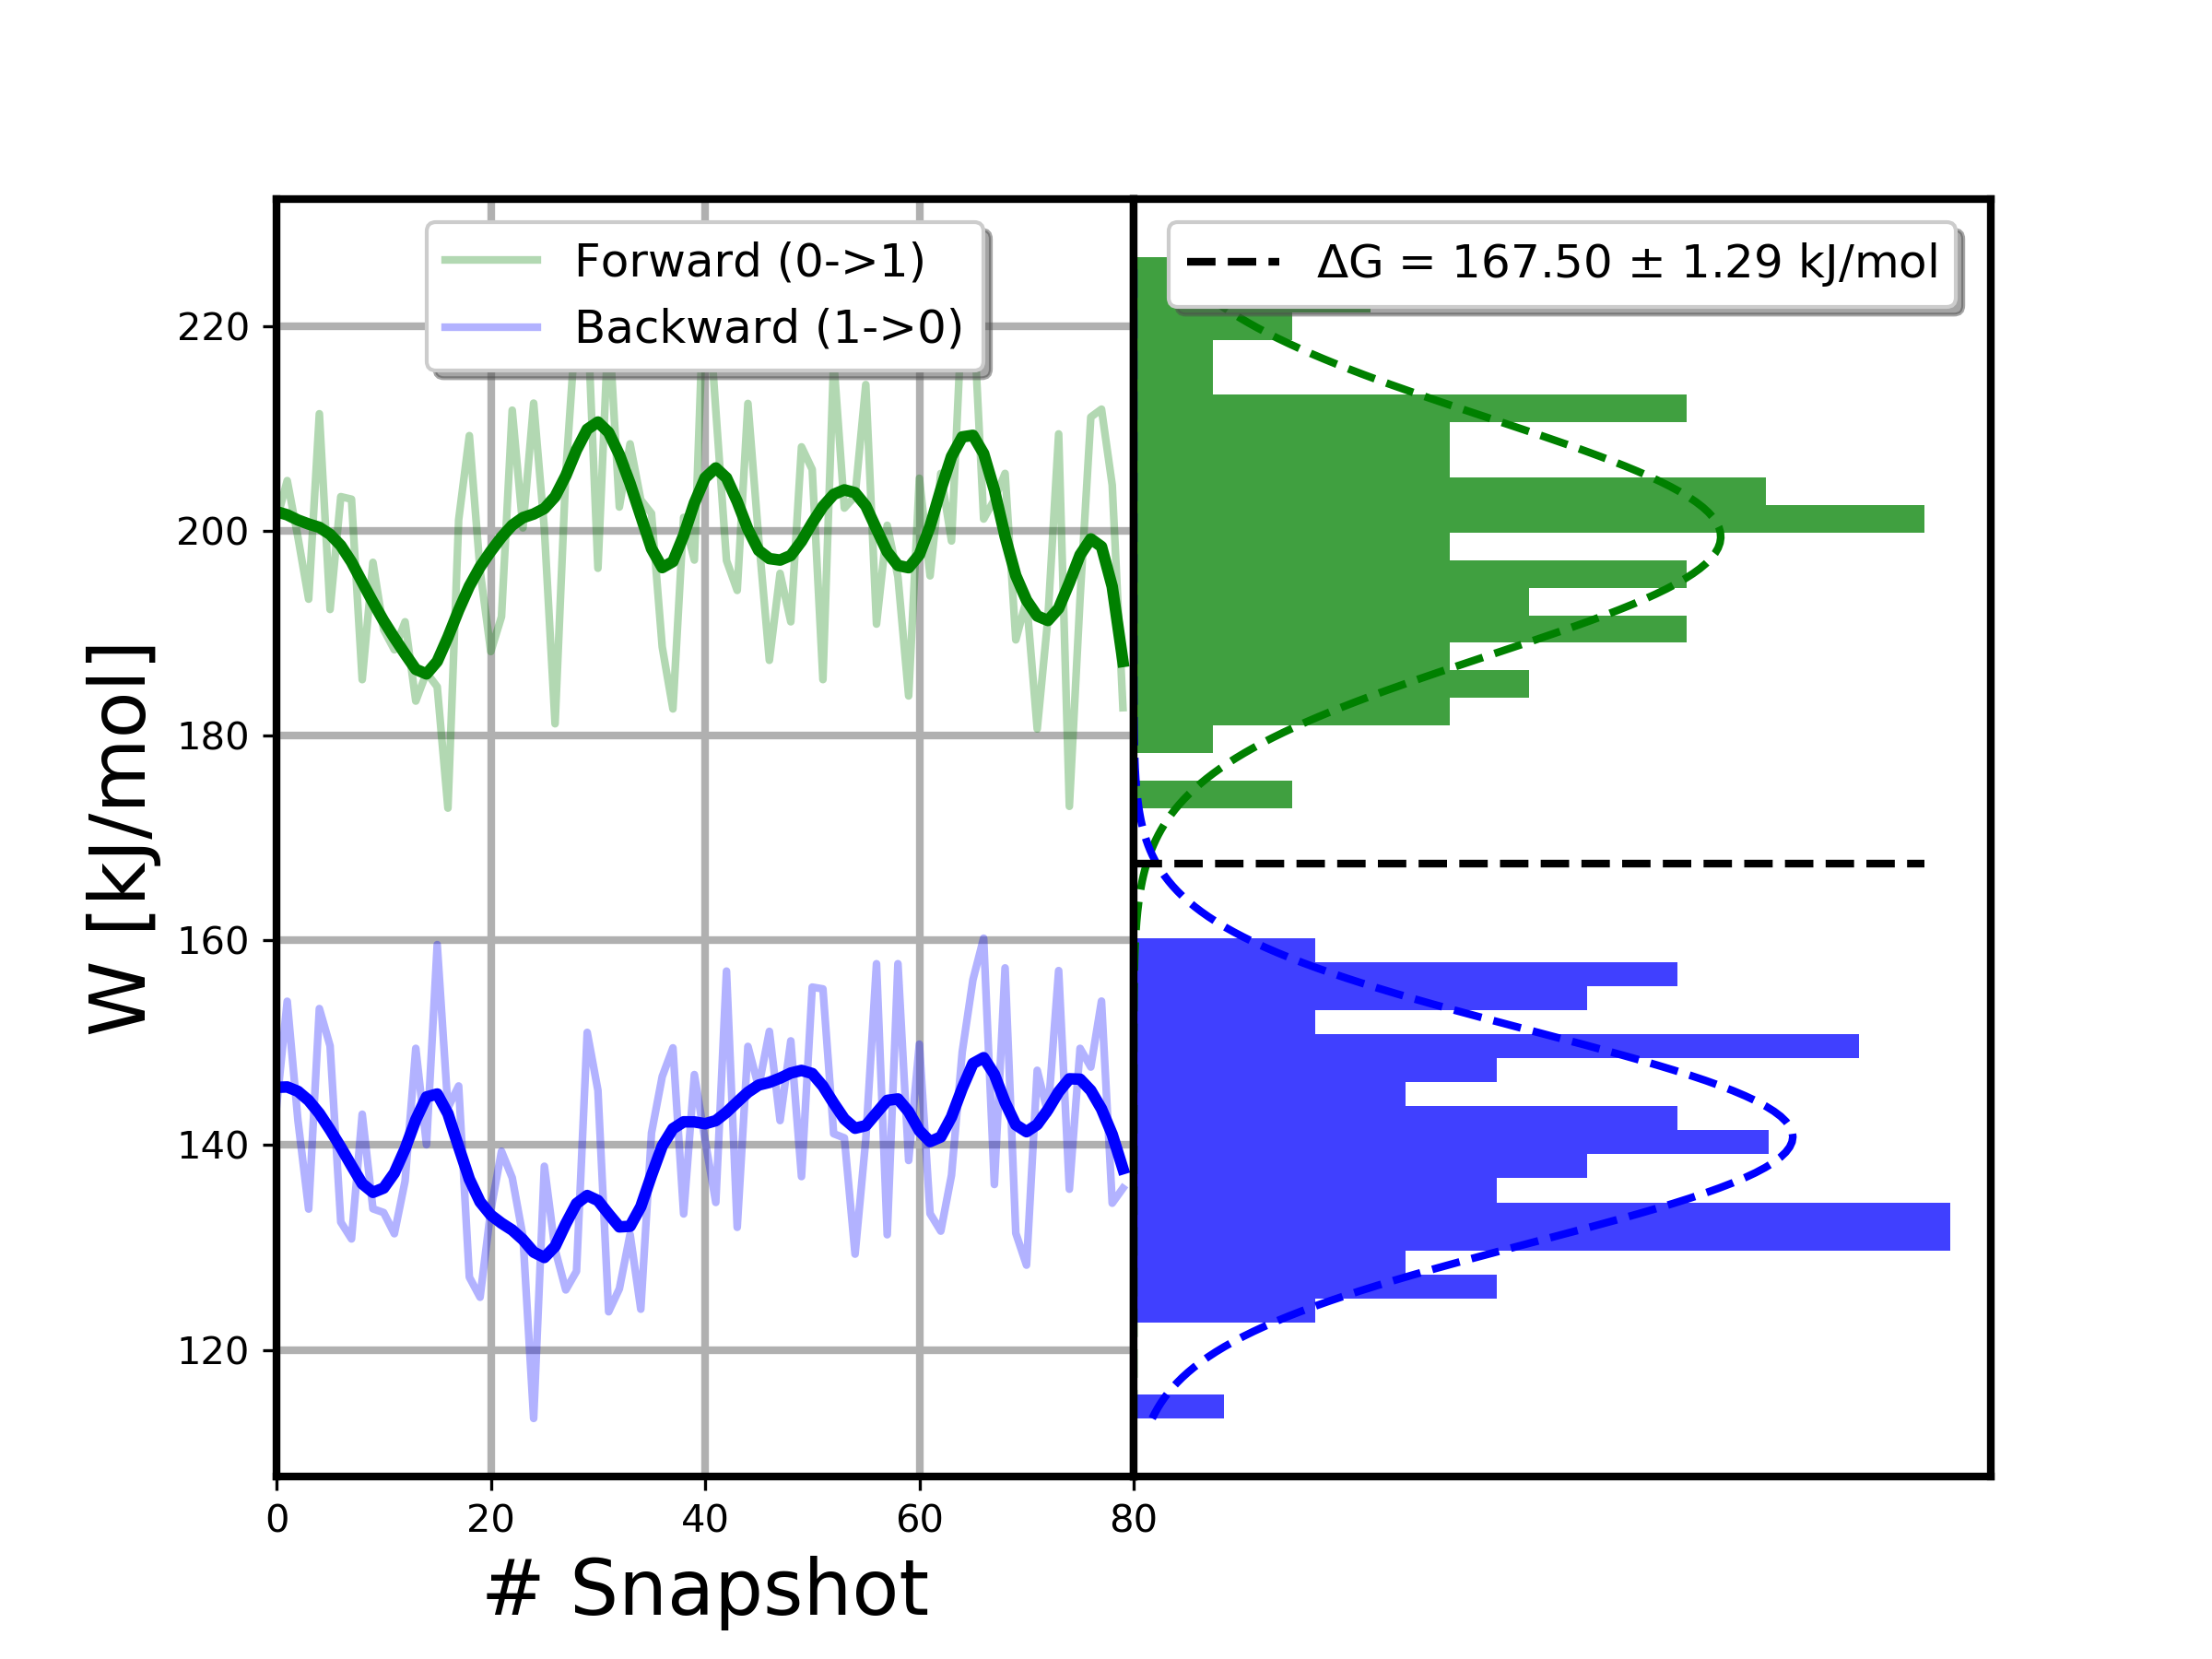 Forward (0->1)
Backward (1->0)
ΔG = 167.50 ± 1.29 kJ/mol
W [kJ/mol]
220
200
180
160
140
120
0 20 40 60 80
# Snapshot